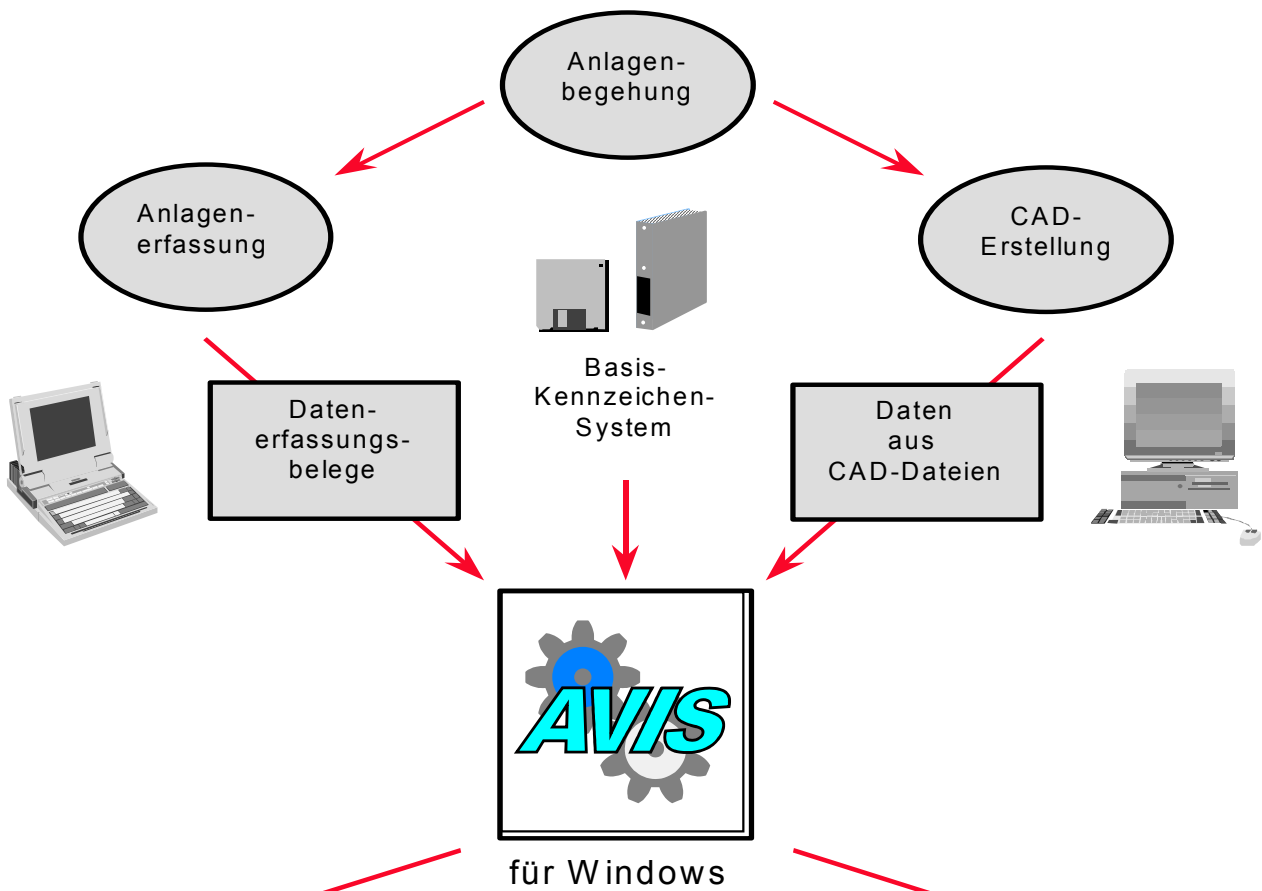 Anlagen-
begehung
Anlagen-
erfassung
CAD-
Erstellung
Basis-
Kennzeichen-
System
Daten-
erfassungs-
belege
Daten
aus
CAD-Dateien
AVIS
für Windows